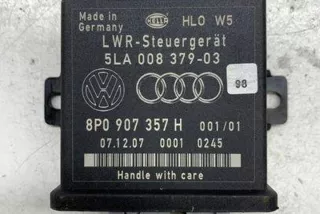 Made in HELLA HLO W5
Germany
LWR-Steuergerät
5LA 008 379-03
98
8P0 907 357 H 001/01
07.12.07 0001 0245
Handle with care